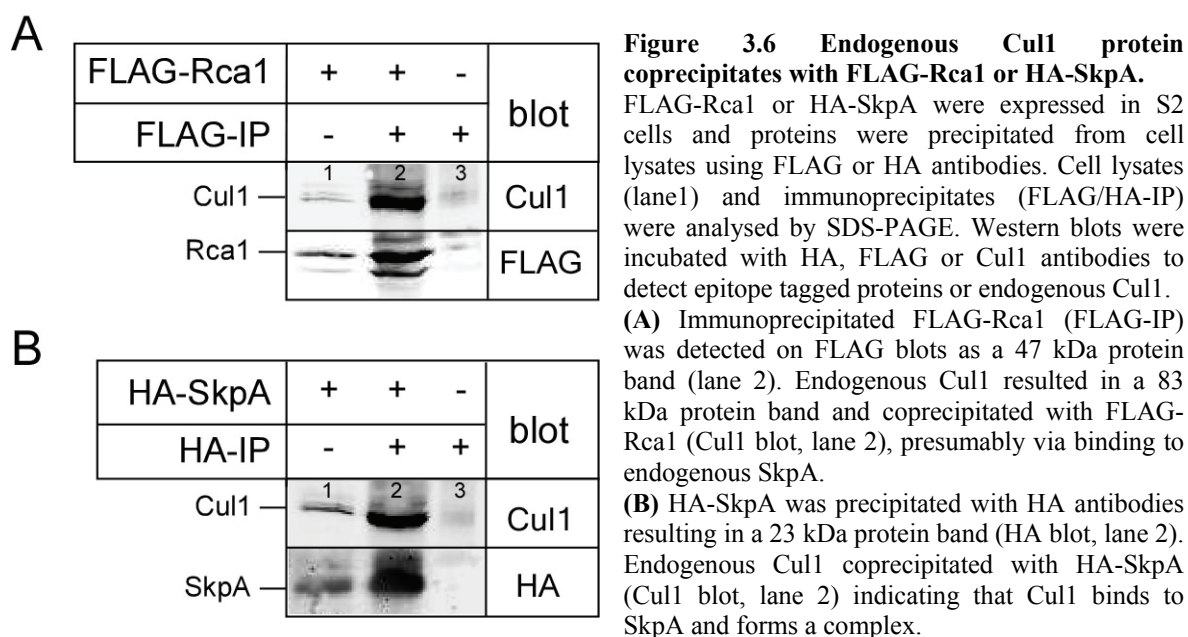 A
FLAG-Rca1 + + - blot
FLAG-IP - + +
1 2 3
Cul1 Cul1
Rca1 FLAG
B
HA-SkpA + + - blot
HA-IP - + +
1 2 3
Cul1 Cul1
SkpA HA
Figure 3.6 Endogenous Cul1 protein
coprecipitates with FLAG-Rca1 or HA-SkpA.
FLAG-Rca1 or HA-SkpA were expressed in S2
cells and proteins were precipitated from cell
lysates using FLAG or HA antibodies. Cell lysates
(lane1) and immunoprecipitates (FLAG/HA-IP)
were analysed by SDS-PAGE. Western blots were
incubated with HA, FLAG or Cul1 antibodies to
detect epitope tagged proteins or endogenous Cul1.
(A) Immunoprecipitated FLAG-Rca1 (FLAG-IP)
was detected on FLAG blots as a 47 kDa protein
band (lane 2). Endogenous Cul1 resulted in a 83
kDa protein band and coprecipitated with FLAG-
Rca1 (Cul1 blot, lane 2), presumably via binding to
endogenous SkpA.
(B) HA-SkpA was precipitated with HA antibodies
resulting in a 23 kDa protein band (HA blot, lane 2).
Endogenous Cul1 coprecipitated with HA-SkpA
(Cul1 blot, lane 2) indicating that Cul1 binds to
SkpA and forms a complex.